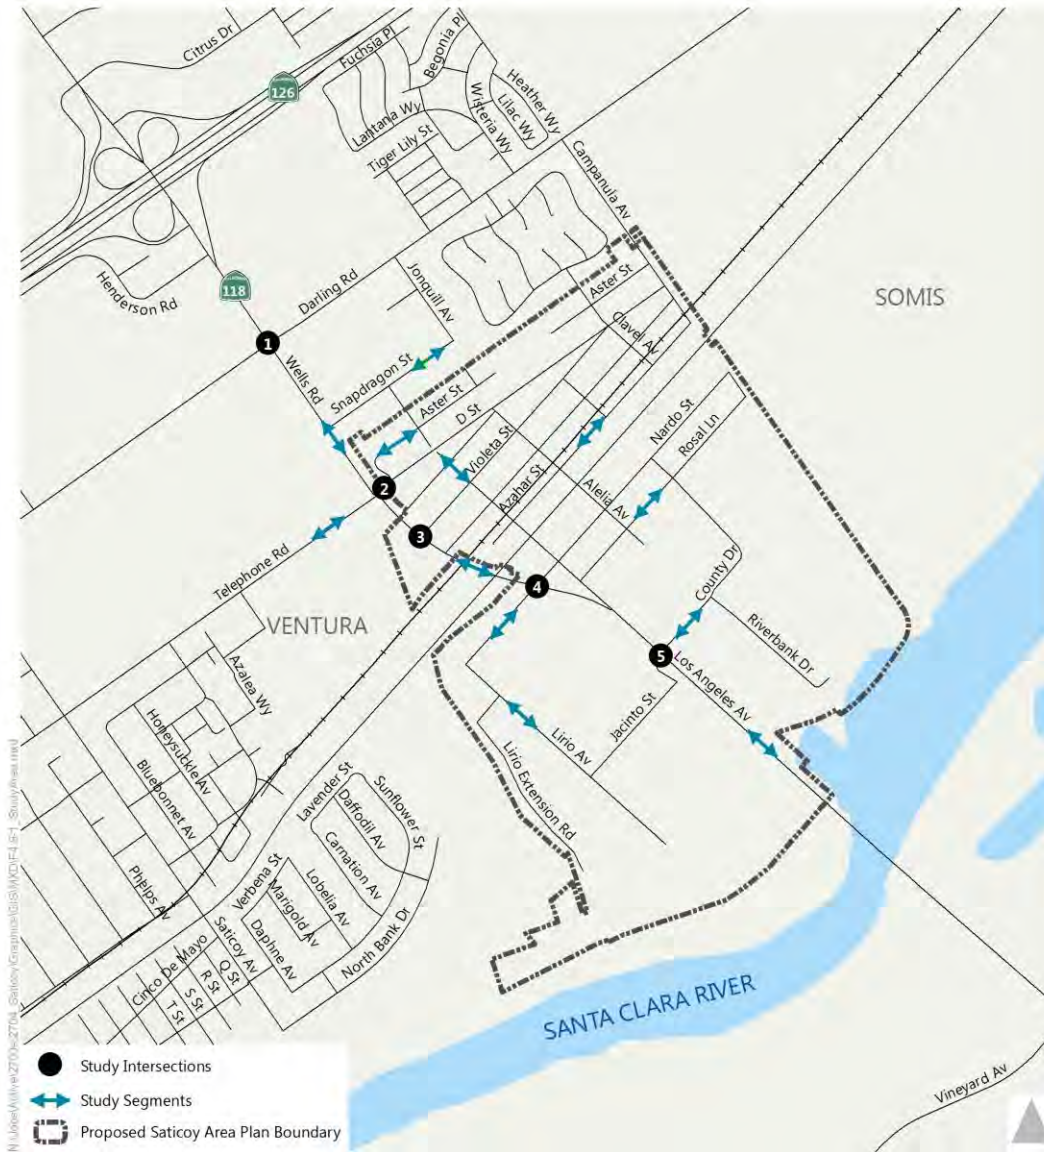 Citrus Dr
Fuchsia Pl
Begonia Pl
126
Heather Wy
Lilac Wy
Wisteria Wy
Lantana Wy
Tiger Lily St
Campanula Av
Henderson Rd
118
Darling Rd
Jonquill Av
Aster St
SOMIS
1
Wells Rd
Snapdragon St
Clavel Av
Aster St
D St
Nardo St
Rosal Ln
Violeta St
2
Azahar St
Alelia Av
3
Telephone Rd
4
County Dr
VENTURA
Riverbank Dr
5
Los Angeles Av
Azalea Wy
Jacinto St
Honeysuckle Av
Lirio Av
Bluebonnet Av
Lirio Extension Rd
Lavender St
Sunflower St
Daffodil Av
Carnation Av
Phelps Av
Verbena St
Lobelia Av
Marigold Av
Daphne Av
North Bank Dr
Saticoy Av
Cinco De Mayo
Q St
R St
S St
T St
SANTA CLARA RIVER
Vineyard Av
Study Intersections
Study Segments
Proposed Saticoy Area Plan Boundary